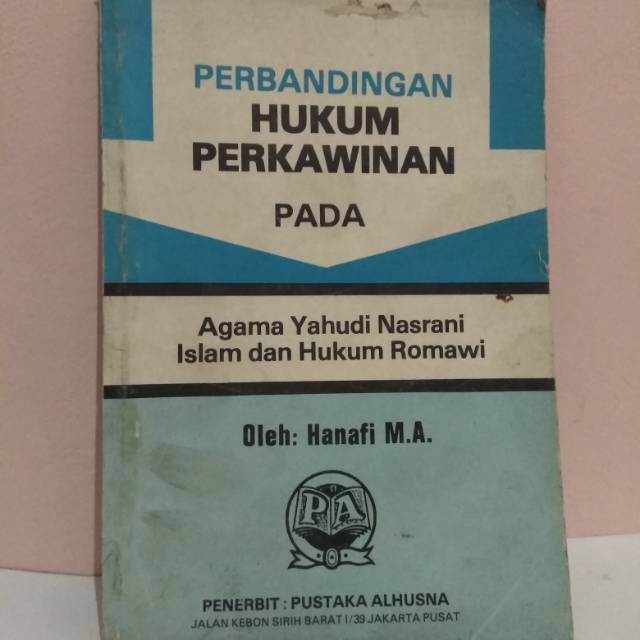 PERBANDINGAN
HUKUM
PERKAWINAN
PADA
Agama Yahudi Nasrani
Islam dan Hukum Romawi
Oleh: Hanafi M.A.
PA
PENERBIT : PUSTAKA ALHUSNA
JALAN KEBON SIRIH BARAT I/39 JAKARTA PUSAT